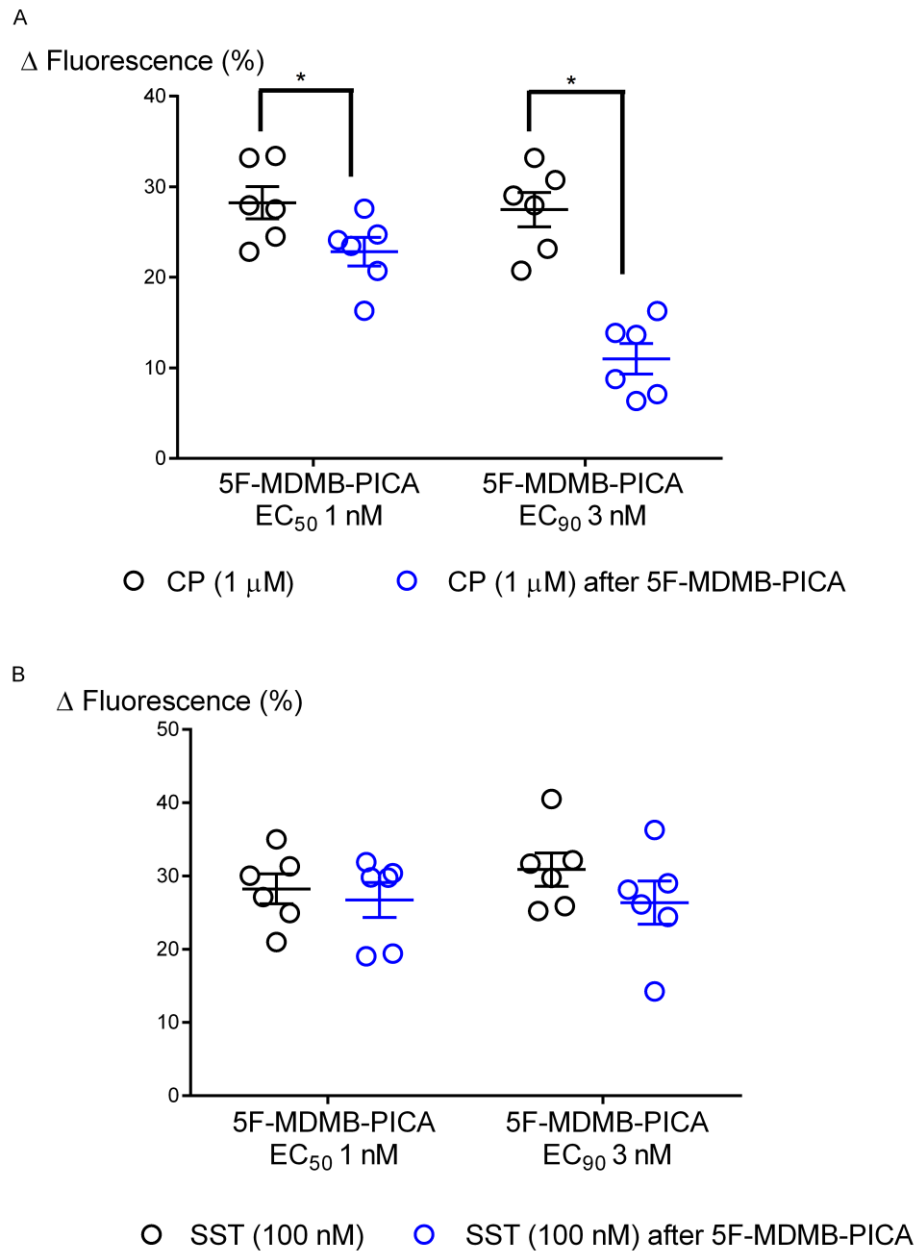 A
Δ Fluorescence (%)
* *
40
30
20
10
0
5F-MDMB-PICA 5F-MDMB-PICA
EC₅₀ 1 nM EC₉₀ 3 nM
CP (1 μM) CP (1 μM) after 5F-MDMB-PICA
B
Δ Fluorescence (%)
50
40
30
20
10
0
5F-MDMB-PICA 5F-MDMB-PICA
EC₅₀ 1 nM EC₉₀ 3 nM
SST (100 nM) SST (100 nM) after 5F-MDMB-PICA